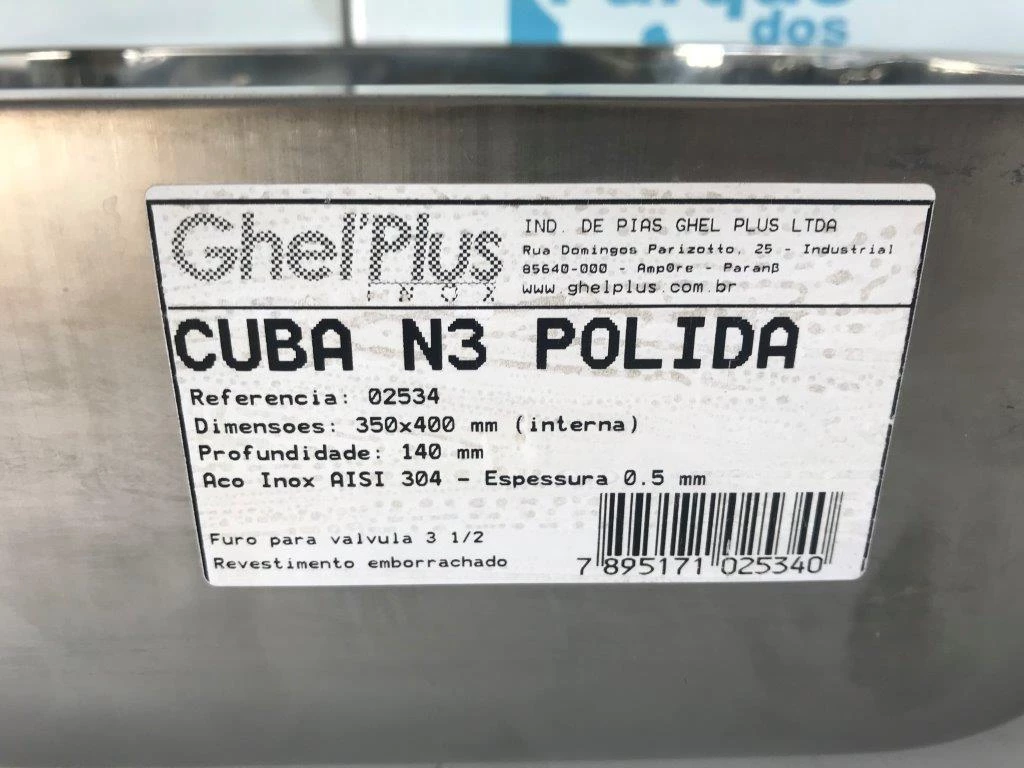 dos
Ghel'Plus
INOX
IND. DE PIAS GHEL PLUS LTDA
Rua Domingos Parizotto, 25 - Industrial
85640-000 - Amp0re - Paranß
www.ghelplus.com.br
CUBA N3 POLIDA
Referencia: 02534
Dimensoes: 350x400 mm (interna)
Profundidade: 140 mm
Aco Inox AISI 304 - Espessura 0.5 mm
Furo para valvula 3 1/2
Revestimento emborrachado
7 895171 025340